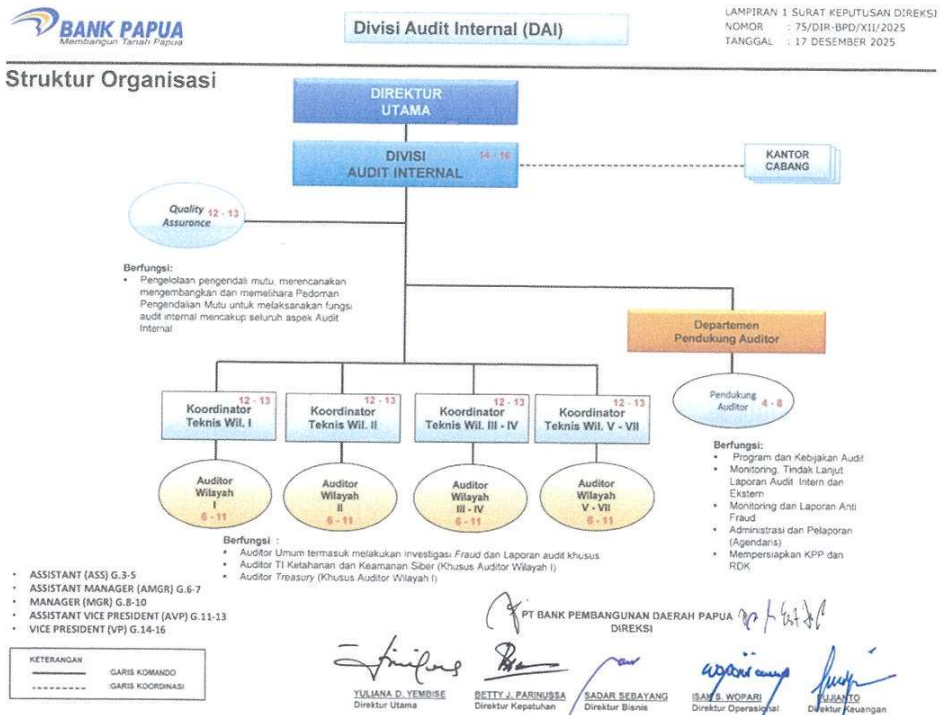 BANK PAPUA
Membangun Tanah Papua
Divisi Audit Internal (DAI)
LAMPIRAN 1 SURAT KEPUTUSAN DIREKSI
NOMOR : 75/DIR-BPD/XII/2025
TANGGAL : 17 DESEMBER 2025
Struktur Organisasi
DIREKTUR
UTAMA
DIVISI
AUDIT INTERNAL
14 - 16
KANTOR
CABANG
Quality
Assurance
12 - 13
Berfungsi:
• Pengelolaan pengendali mutu, merencanakan
mengembangkan dan memelihara Pedoman
Pengendalian Mutu untuk melaksanakan fungsi
audit internal mencakup seluruh aspek Audit
Internal
Departemen
Pendukung Auditor
Pendukung
Auditor
4 - 8
Berfungsi:
• Program dan Kebijakan Audit
• Monitoring, Tindak Lanjut
Laporan Audit Intern dan
Ekstern
• Monitoring dan Laporan Anti
Fraud
• Administrasi dan Pelaporan
(Agendaris)
• Mempersiapkan KPP dan
RDK
12 - 13
Koordinator
Teknis Wil. I
12 - 13
Koordinator
Teknis Wil. II
12 - 13
Koordinator
Teknis Wil. III - IV
12 - 13
Koordinator
Teknis Wil. V - VII
Auditor
Wilayah
I
6 - 11
Auditor
Wilayah
II
6 - 11
Auditor
Wilayah
III - IV
6 - 11
Auditor
Wilayah
V - VII
6 - 11
Berfungsi :
• Auditor Umum termasuk melakukan investigasi Fraud dan Laporan audit khusus
• Auditor TI Ketahanan dan Keamanan Siber (Khusus Auditor Wilayah I)
• Auditor Treasury (Khusus Auditor Wilayah I)
• ASSISTANT (ASS) G.3-5
• ASSISTANT MANAGER (AMGR) G.6-7
• MANAGER (MGR) G.8-10
• ASSISTANT VICE PRESIDENT (AVP) G.11-13
• VICE PRESIDENT (VP) G.14-16
KETERANGAN
GARIS KOMANDO
GARIS KOORDINASI
PT BANK PEMBANGUNAN DAERAH PAPUA
DIREKSI
YULIANA D. YEMBISE
Direktur Utama
BETTY J. PARINUSSA
Direktur Kepatuhan
SADAR SEBAYANG
Direktur Bisnis
ISAK S. WOPARI
Direktur Operasional
PUJIANTO
Direktur Keuangan